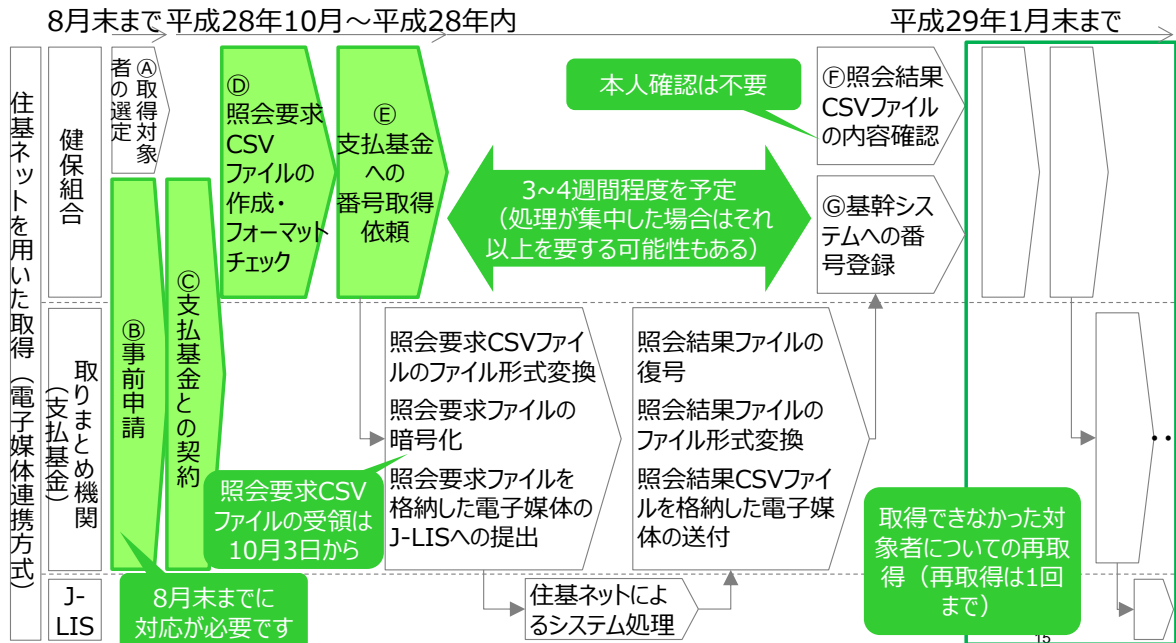 8月末まで
平成28年10月～平成28年内
平成29年1月末まで
住基ネットを用いた取得（電子媒体連携方式）
健保組合
Ⓐ取得対象
者の選定
Ⓓ
照会要求
CSV
ファイルの
作成・
フォーマット
チェック
Ⓔ
支払基金
への
番号取得
依頼
本人確認は不要
3~4週間程度を予定
（処理が集中した場合はそれ
以上を要する可能性もある）
Ⓕ照会結果
CSVファイル
の内容確認
Ⓖ基幹シス
テムへの番
号登録
取りまとめ機関
（支払基金）
Ⓑ事前申請
Ⓒ支払基金との契約
照会要求CSVファイ
ルのファイル形式変換
照会要求ファイルの
暗号化
照会要求ファイルを
格納した電子媒体の
J-LISへの提出
照会結果ファイルの
復号
照会結果ファイルの
ファイル形式変換
照会結果CSVファイ
ルを格納した電子媒
体の送付
照会要求CSV
ファイルの受領は
10月3日から
8月末までに
対応が必要です
取得できなかった対
象者についての再取
得（再取得は1回
まで）
･･･
J-
LIS
住基ネットによ
るシステム処理
15